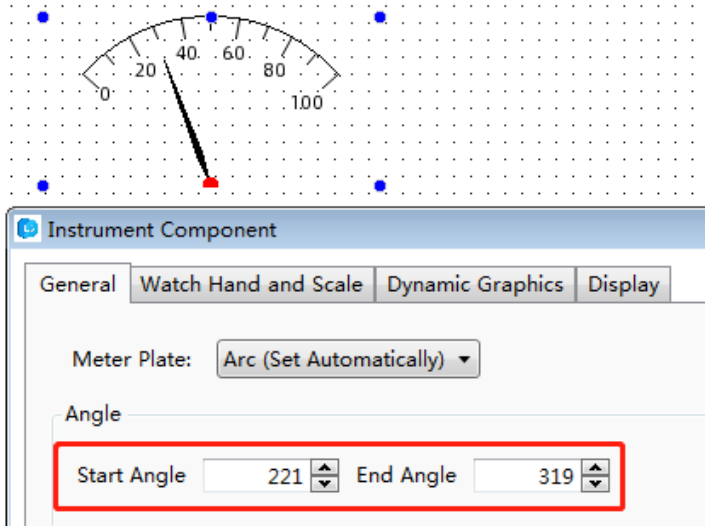 0 20 40 60 80 100
Instrument Component
General Watch Hand and Scale Dynamic Graphics Display
Meter Plate: Arc (Set Automatically)
Angle
Start Angle 221 End Angle 319